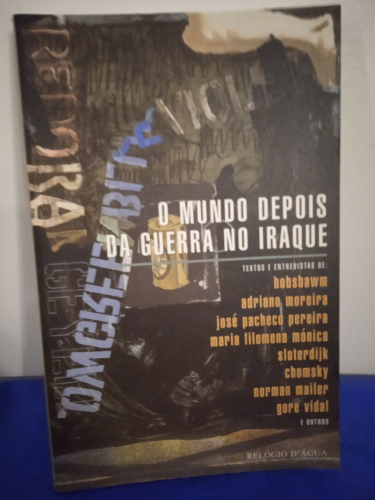 O MUNDO DEPOIS
DA GUERRA NO IRAQUE
TEXTOS E ENTREVISTAS DE:
hobsbawm
adriano moreira
josé pacheco pereira
maria filomena mónica
sloterdijk
chomsky
norman mailer
gore vidal
E OUTROS
RELÓGIO D'ÁGUA